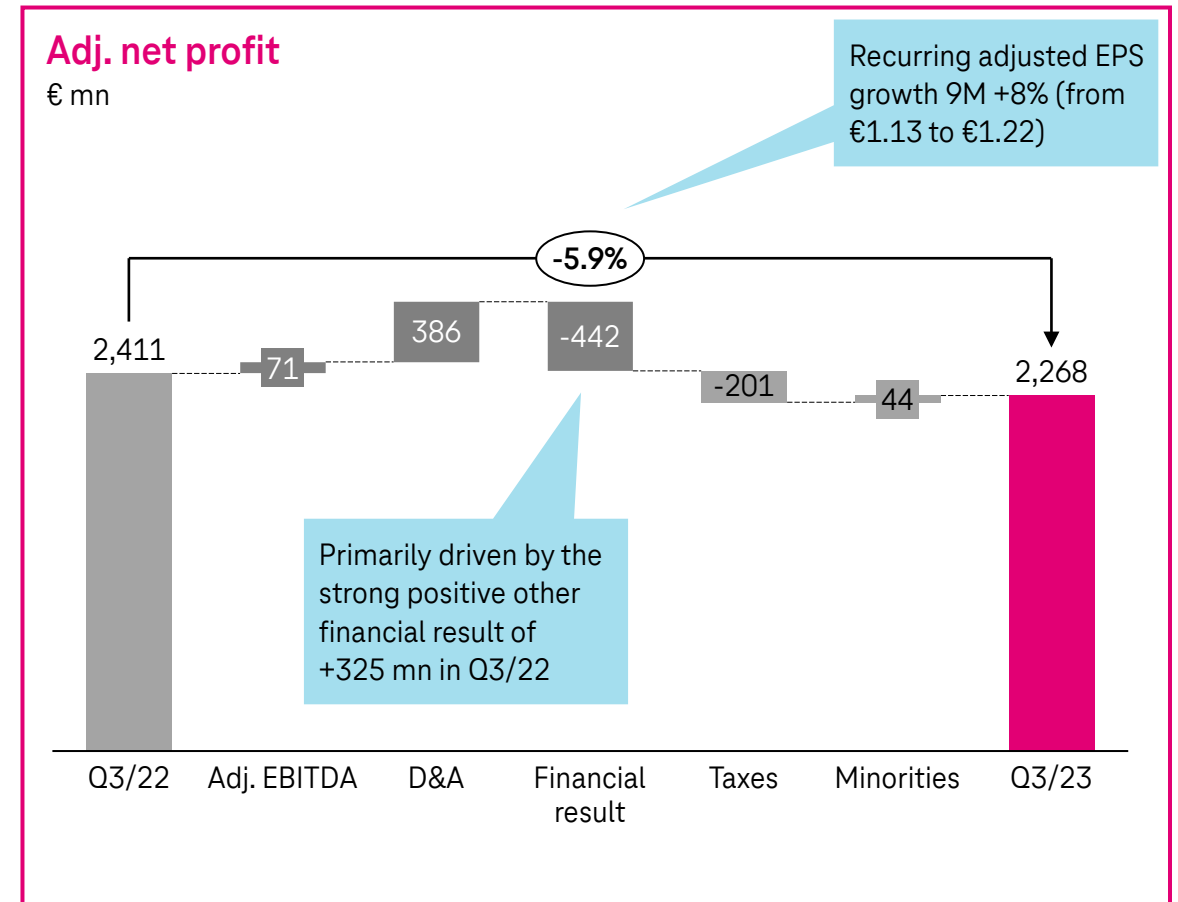 Adj. net profit
€ mn
Recurring adjusted EPS
growth 9M +8% (from
€1.13 to €1.22)
-5.9%
2,411
71
386
-442
-201
44
2,268
Primarily driven by the
strong positive other
financial result of
+325 mn in Q3/22
Q3/22
Adj. EBITDA
D&A
Financial
result
Taxes
Minorities
Q3/23